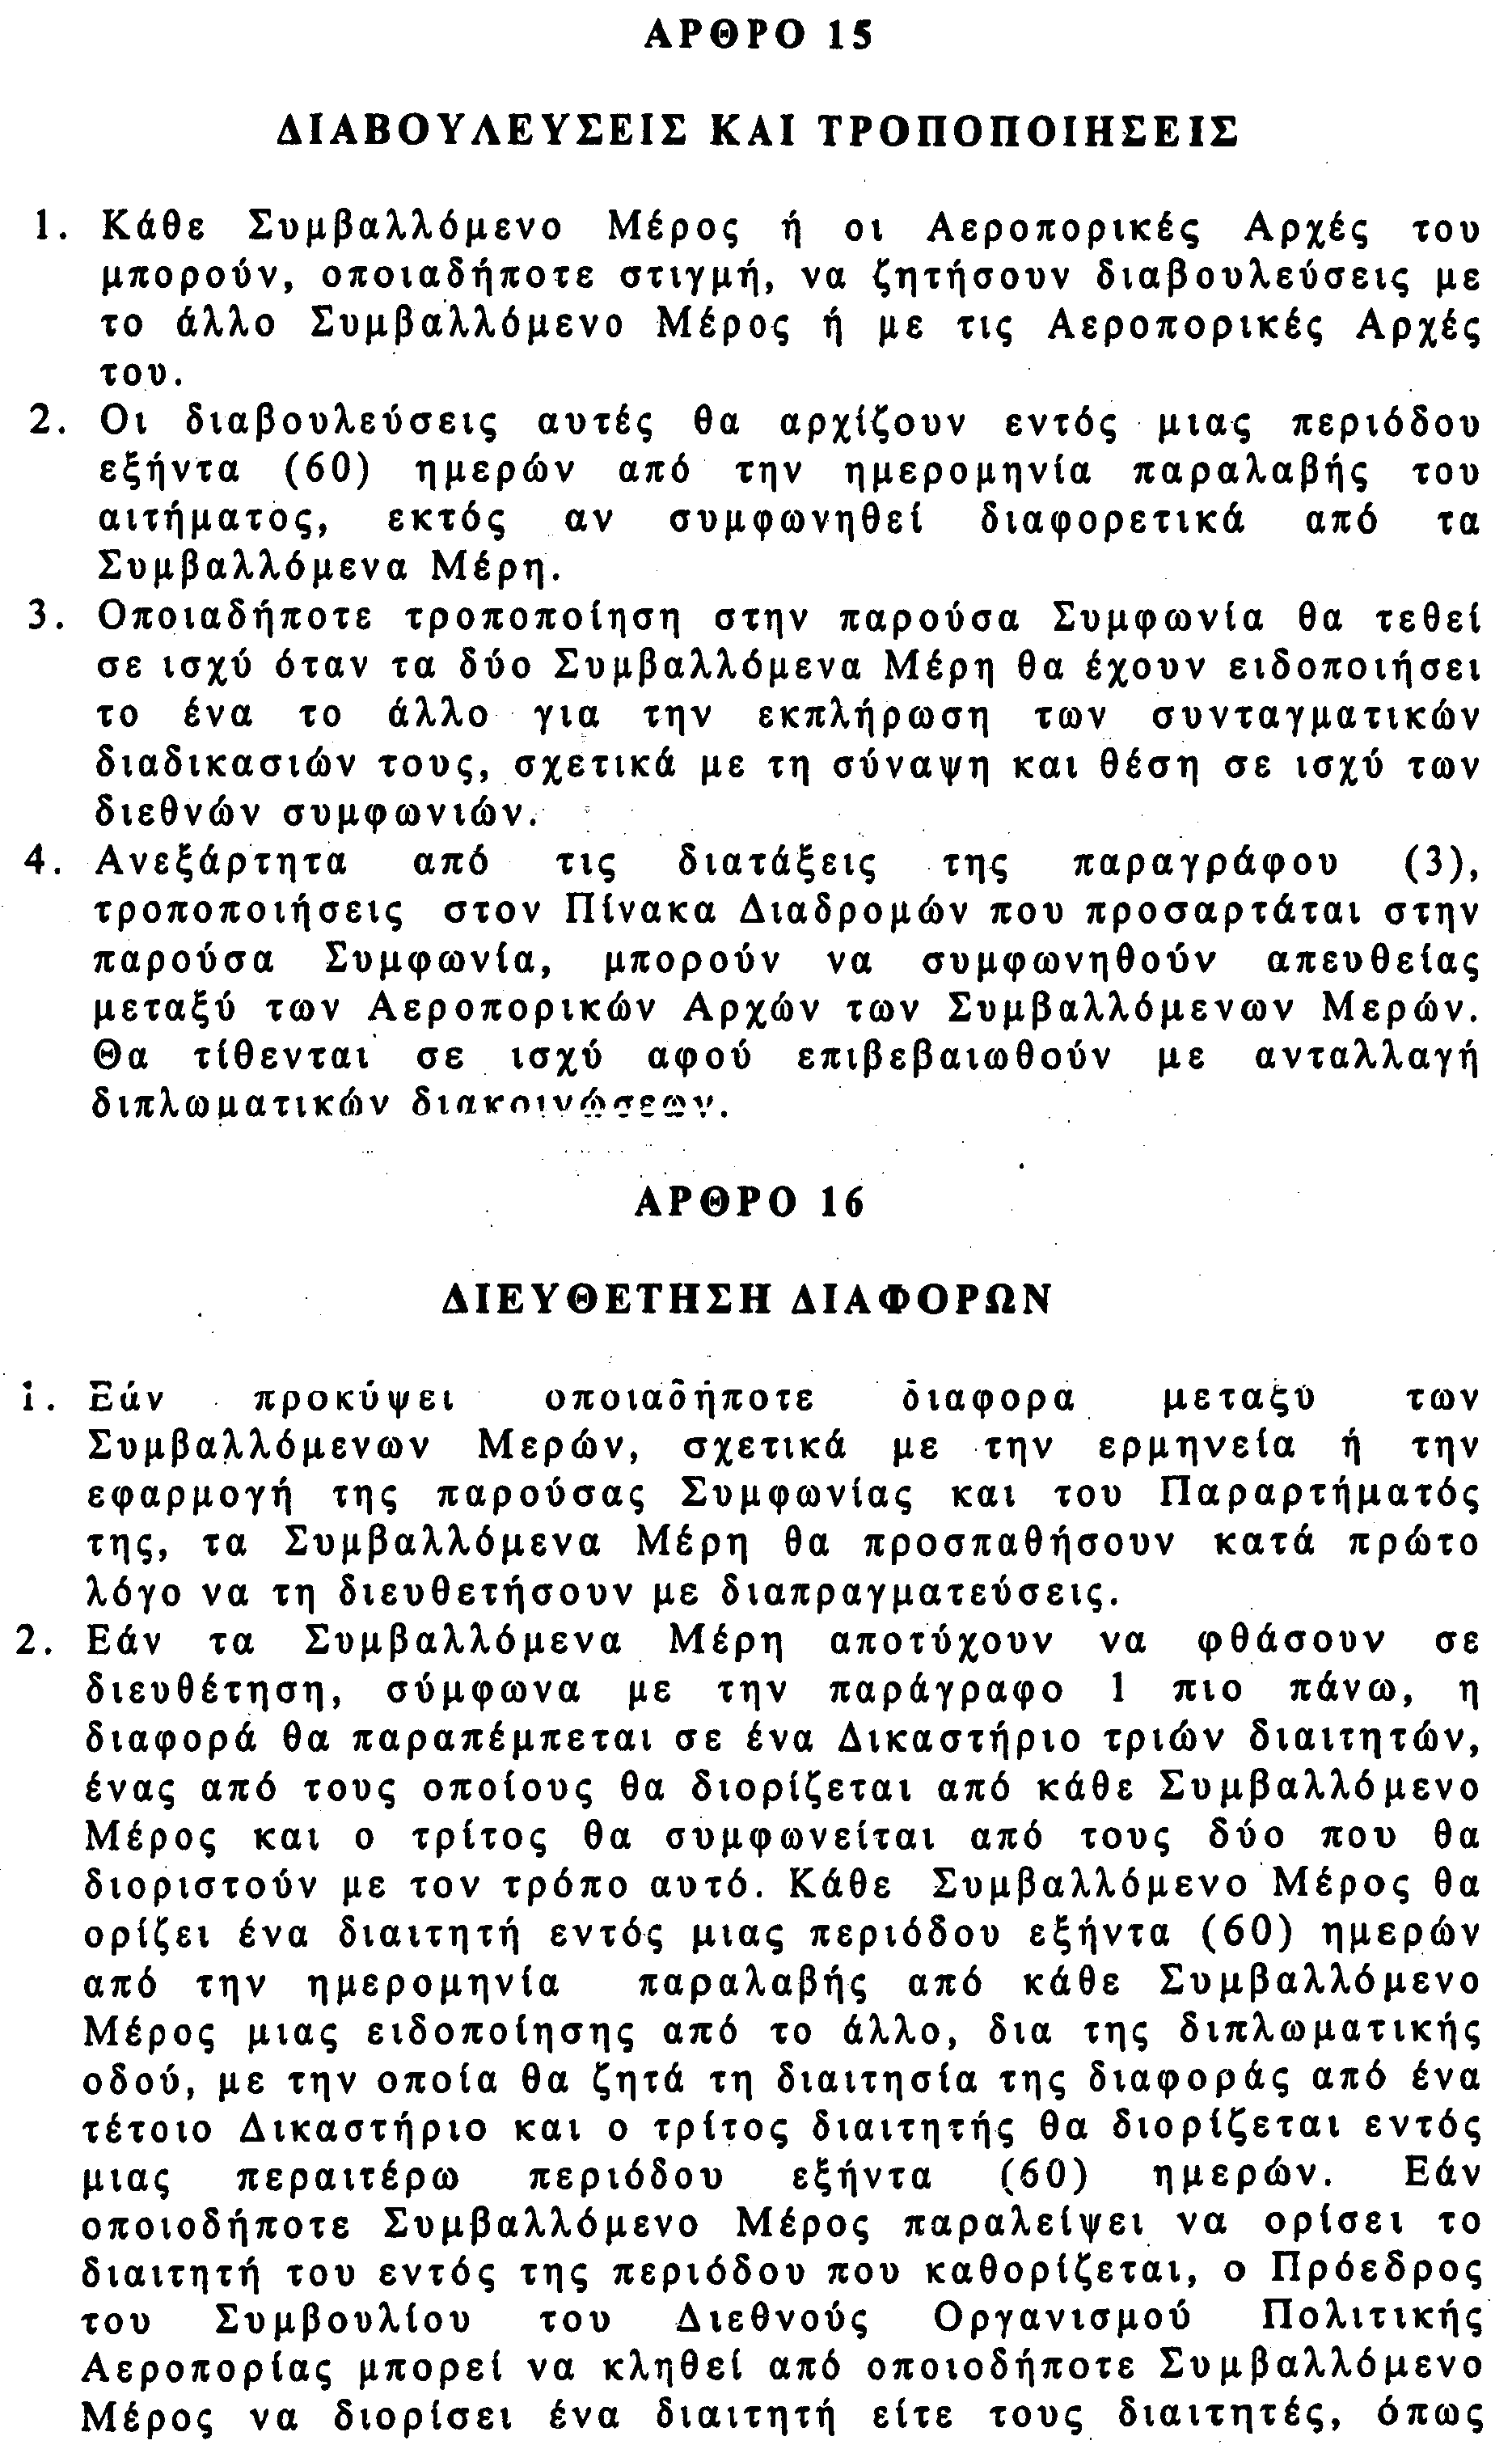 ΑΡΘΡΟ 15
ΔΙΑΒΟΥΛΕΥΣΕΙΣ ΚΑΙ ΤΡΟΠΟΠΟΙΗΣΕΙΣ
1. Κάθε Συμβαλλόμενο Μέρος ή οι Αεροπορικές Αρχές του
μπορούν, οποιαδήποτε στιγμή, να ζητήσουν διαβουλεύσεις με
το άλλο Συμβαλλόμενο Μέρος ή με τις Αεροπορικές Αρχές
του.
2. Οι διαβουλεύσεις αυτές θα αρχίζουν εντός μιας περιόδου
εξήντα (60) ημερών από την ημερομηνία παραλαβής του
αιτήματος, εκτός αν συμφωνηθεί διαφορετικά από τα
Συμβαλλόμενα Μέρη.
3. Οποιαδήποτε τροποποίηση στην παρούσα Συμφωνία θα τεθεί
σε ισχύ όταν τα δύο Συμβαλλόμενα Μέρη θα έχουν ειδοποιήσει
το ένα το άλλο για την εκπλήρωση των συνταγματικών
διαδικασιών τους, σχετικά με τη σύναψη και θέση σε ισχύ των
διεθνών συμφωνιών.
4. Ανεξάρτητα από τις διατάξεις της παραγράφου (3),
τροποποιήσεις στον Πίνακα Διαδρομών που προσαρτάται στην
παρούσα Συμφωνία, μπορούν να συμφωνηθούν απευθείας
μεταξύ των Αεροπορικών Αρχών των Συμβαλλόμενων Μερών.
Θα τίθενται σε ισχύ αφού επιβεβαιωθούν με ανταλλαγή
διπλωματικών διακοινώσεων.
ΑΡΘΡΟ 16
ΔΙΕΥΘΕΤΗΣΗ ΔΙΑΦΟΡΩΝ
1. Εάν προκύψει οποιαδήποτε διαφορα μεταξύ των
Συμβαλλόμενων Μερών, σχετικά με την ερμηνεία ή την
εφαρμογή της παρούσας Συμφωνίας και του Παραρτήματός
της, τα Συμβαλλόμενα Μέρη θα προσπαθήσουν κατά πρώτο
λόγο να τη διευθετήσουν με διαπραγματεύσεις.
2. Εάν τα Συμβαλλόμενα Μέρη αποτύχουν να φθάσουν σε
διευθέτηση, σύμφωνα με την παράγραφο 1 πιο πάνω, η
διαφορά θα παραπέμπεται σε ένα Δικαστήριο τριών διαιτητών,
ένας από τους οποίους θα διορίζεται από κάθε Συμβαλλόμενο
Μέρος και ο τρίτος θα συμφωνείται από τους δύο που θα
διοριστούν με τον τρόπο αυτό. Κάθε Συμβαλλόμενο Μέρος θα
ορίζει ένα διαιτητή εντός μιας περιόδου εξήντα (60) ημερών
από την ημερομηνία παραλαβής από κάθε Συμβαλλόμενο
Μέρος μιας ειδοποίησης από το άλλο, δια της διπλωματικής
οδού, με την οποία θα ζητά τη διαιτησία της διαφοράς από ένα
τέτοιο Δικαστήριο και ο τρίτος διαιτητής θα διορίζεται εντός
μιας περαιτέρω περιόδου εξήντα (60) ημερών. Εάν
οποιοδήποτε Συμβαλλόμενο Μέρος παραλείψει να ορίσει το
διαιτητή του εντός της περιόδου που καθορίζεται, ο Πρόεδρος
του Συμβουλίου του Διεθνούς Οργανισμού Πολιτικής
Αεροπορίας μπορεί να κληθεί από οποιοδήποτε Συμβαλλόμενο
Μέρος να διορίσει ένα διαιτητή είτε τους διαιτητές, όπως